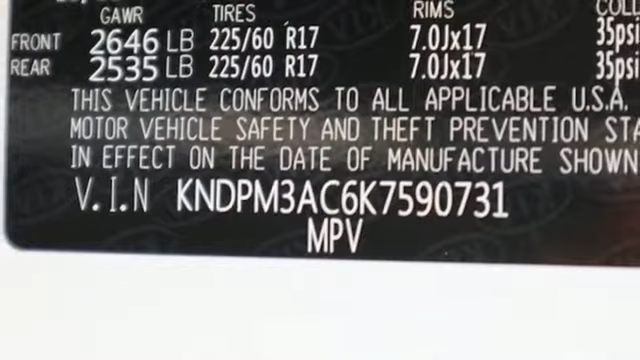 GAWR TIRES RIMS COLD
FRONT 2646 LB 225/60 R17 7.0Jx17 35psi
REAR 2535 LB 225/60 R17 7.0Jx17 35psi
THIS VEHICLE CONFORMS TO ALL APPLICABLE U.S.A.
MOTOR VEHICLE SAFETY AND THEFT PREVENTION STA
IN EFFECT ON THE DATE OF MANUFACTURE SHOWN
V.I.N KNDPM3AC6K7590731
MPV